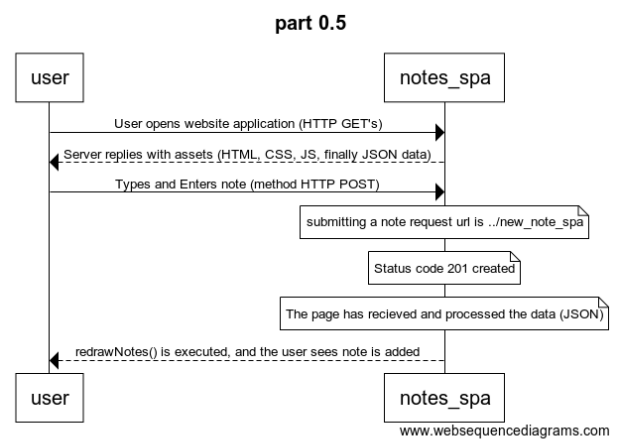 part 0.5
user
notes_spa
User opens website application (HTTP GET's)
Server replies with assets (HTML, CSS, JS, finally JSON data)
Types and Enters note (method HTTP POST)
submitting a note request url is ../new_note_spa
Status code 201 created
The page has recieved and processed the data (JSON)
redrawNotes() is executed, and the user sees note is added
user
notes_spa
www.websequencediagrams.com